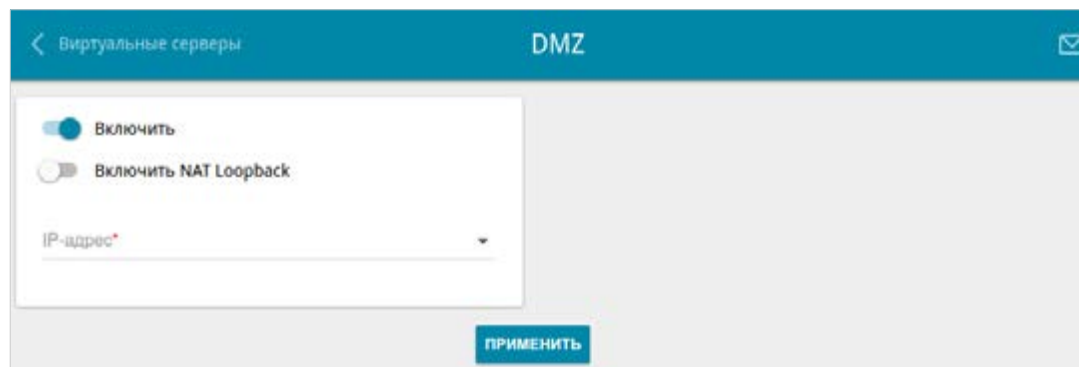 Виртуальные серверы
DMZ
Включить
Включить NAT Loopback
IP-адрес*
ПРИМЕНИТЬ